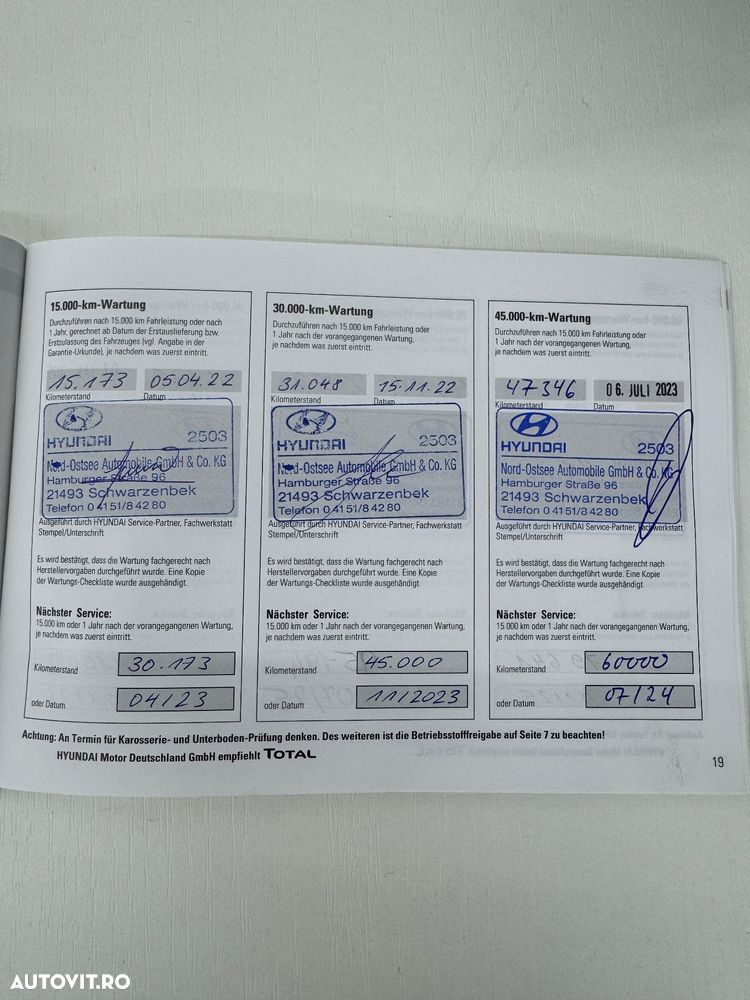 15.000-km-Wartung
Durchzuführen nach 15.000 km Fahrleistung oder nach
1 Jahr, gerechnet ab Datum der Erstauslieferung bzw.
Erstzulassung des Fahrzeuges (vgl. Angabe in der
Garantie-Urkunde), je nachdem was zuerst eintritt.
15.173 05.04.22
Kilometerstand Datum
HYUNDAI 2503
Nord-Ostsee Automobile GmbH & Co. KG
Hamburger Straße 96
21493 Schwarzenbek
Telefon 0 41 51/8 42 80
Ausgeführt durch HYUNDAI Service-Partner, Fachwerkstatt
Stempel/Unterschrift
Es wird bestätigt, dass die Wartung fachgerecht nach
Herstellervorgaben durchgeführt wurde. Eine Kopie
der Wartungs-Checkliste wurde ausgehändigt.
Nächster Service:
15.000 km oder 1 Jahr nach der vorangegangenen Wartung,
je nachdem was zuerst eintritt.
Kilometerstand 30.173
oder Datum 04/23
30.000-km-Wartung
Durchzuführen nach 15.000 km Fahrleistung oder
1 Jahr nach der vorangegangenen Wartung,
je nachdem was zuerst eintritt.
31.048 15.11.22
Kilometerstand Datum
HYUNDAI 2503
Nord-Ostsee Automobile GmbH & Co. KG
Hamburger Straße 96
21493 Schwarzenbek
Telefon 0 41 51/8 42 80
Ausgeführt durch HYUNDAI Service-Partner, Fachwerkstatt
Stempel/Unterschrift
Es wird bestätigt, dass die Wartung fachgerecht nach
Herstellervorgaben durchgeführt wurde. Eine Kopie
der Wartungs-Checkliste wurde ausgehändigt.
Nächster Service:
15.000 km oder 1 Jahr nach der vorangegangenen Wartung,
je nachdem was zuerst eintritt.
Kilometerstand 45.000
oder Datum 11/2023
45.000-km-Wartung
Durchzuführen nach 15.000 km Fahrleistung oder
1 Jahr nach der vorangegangenen Wartung,
je nachdem was zuerst eintritt.
47346 06. JULI 2023
Kilometerstand Datum
HYUNDAI 2503
Nord-Ostsee Automobile GmbH & Co. KG
Hamburger Straße 96
21493 Schwarzenbek
Telefon 0 41 51/8 42 80
Ausgeführt durch HYUNDAI Service-Partner, Fachwerkstatt
Stempel/Unterschrift
Es wird bestätigt, dass die Wartung fachgerecht nach
Herstellervorgaben durchgeführt wurde. Eine Kopie
der Wartungs-Checkliste wurde ausgehändigt.
Nächster Service:
15.000 km oder 1 Jahr nach der vorangegangenen Wartung,
je nachdem was zuerst eintritt.
Kilometerstand 60000
oder Datum 07/24
Achtung: An Termin für Karosserie- und Unterboden-Prüfung denken. Des weiteren ist die Betriebsstofffreigabe auf Seite 7 zu beachten!
HYUNDAI Motor Deutschland GmbH empfiehlt TOTAL
19
AUTOVIT.RO